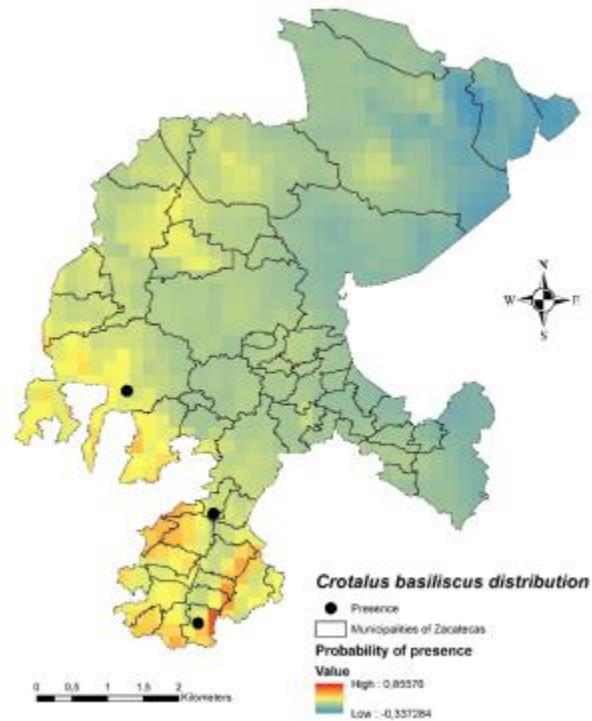 N
W E
S
Crotalus basiliscus distribution
Presence
Municipalities of Zacatecas
Probability of presence
Value
High : 0,85576
Low : -0,337284
0 0,5 1 1,5 2
Kilometers